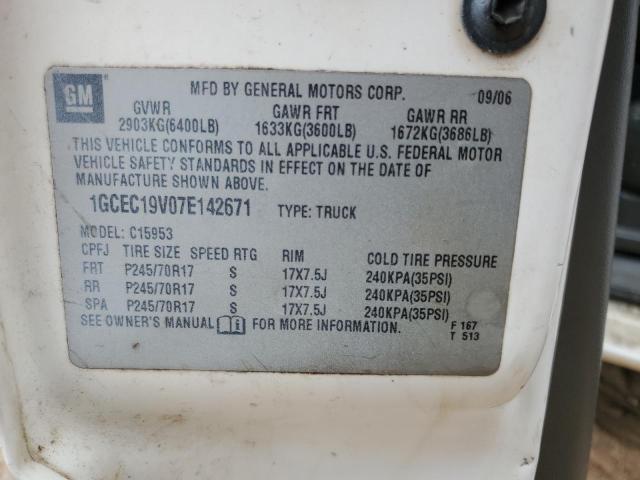 GM
MFD BY GENERAL MOTORS CORP. 09/06
GVWR GAWR FRT GAWR RR
2903KG(6400LB) 1633KG(3600LB) 1672KG(3686LB)
THIS VEHICLE CONFORMS TO ALL APPLICABLE U.S. FEDERAL MOTOR
VEHICLE SAFETY STANDARDS IN EFFECT ON THE DATE OF
MANUFACTURE SHOWN ABOVE.
1GCEC19V07E142671 TYPE: TRUCK
MODEL: C15953
CPFJ TIRE SIZE SPEED RTG RIM COLD TIRE PRESSURE
FRT P245/70R17 S 17X7.5J 240KPA(35PSI)
RR P245/70R17 S 17X7.5J 240KPA(35PSI)
SPA P245/70R17 S 17X7.5J 240KPA(35PSI)
SEE OWNER'S MANUAL FOR MORE INFORMATION. F 167
T 513